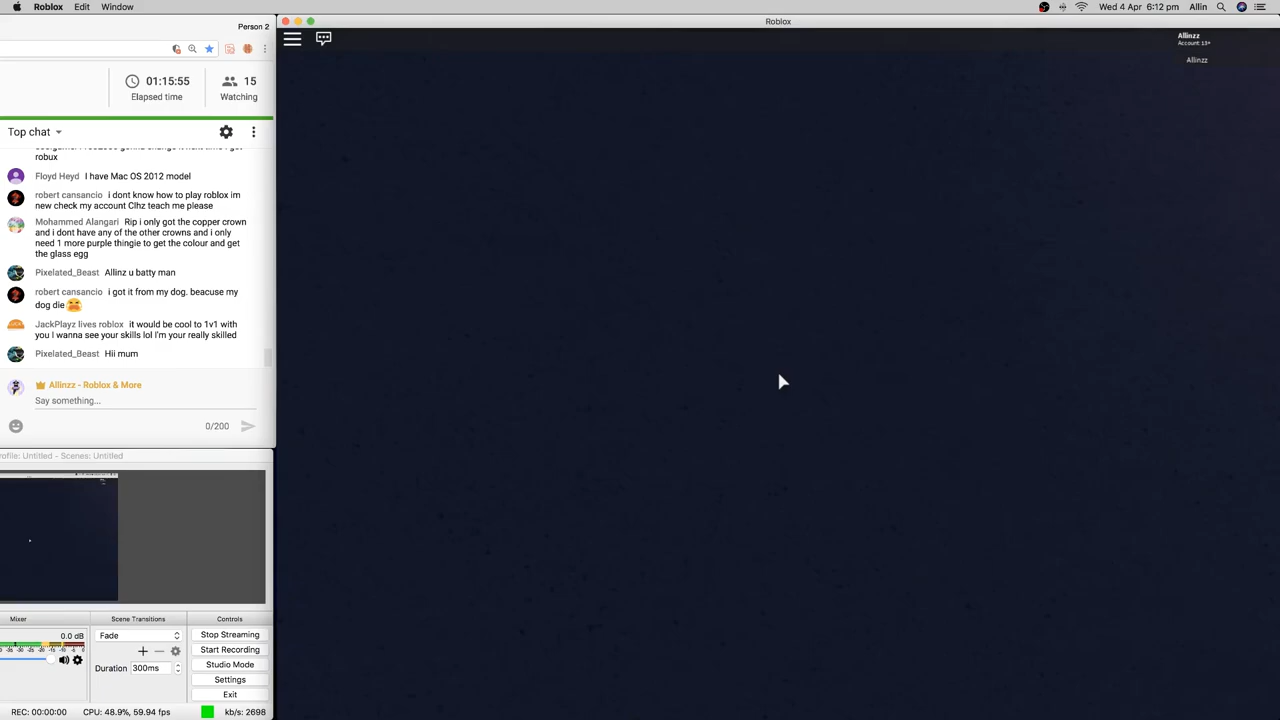 Roblox Edit Window
Wed 4 Apr 6:12 pm Allin
Person 2
Roblox
Allinzz
Account: 13+
Allinzz
01:15:55
Elapsed time
15
Watching
Top chat
robux
Floyd Heyd I have Mac OS 2012 model
robert cansancio i dont know how to play roblox im
new check my account Clhz teach me please
Mohammed Alangari Rip i only got the copper crown
and i dont have any of the other crowns and i only
need 1 more purple thingie to get the colour and get
the glass egg
Pixelated_Beast Allinz u batty man
robert cansancio i got it from my dog. beacuse my
dog die
JackPlayz lives roblox it would be cool to 1v1 with
you I wanna see your skills lol I'm your really skilled
Pixelated_Beast Hii mum
Allinzz - Roblox & More
Say something...
0/200
rofile: Untitled - Scenes: Untitled
Mixer
Scene Transitions
Controls
0.0 dB
Fade
Duration 300ms
Stop Streaming
Start Recording
Studio Mode
Settings
Exit
REC: 00:00:00 CPU: 48.9%, 59.94 fps kb/s: 2698